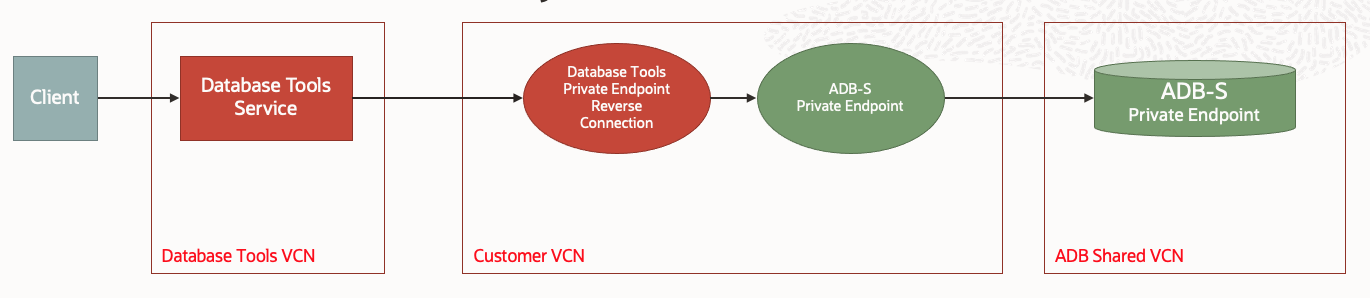 Client
Database Tools
Service
Database Tools VCN
Database Tools
Private Endpoint
Reverse
Connection
ADB-S
Private Endpoint
Customer VCN
ADB-S
Private Endpoint
ADB Shared VCN